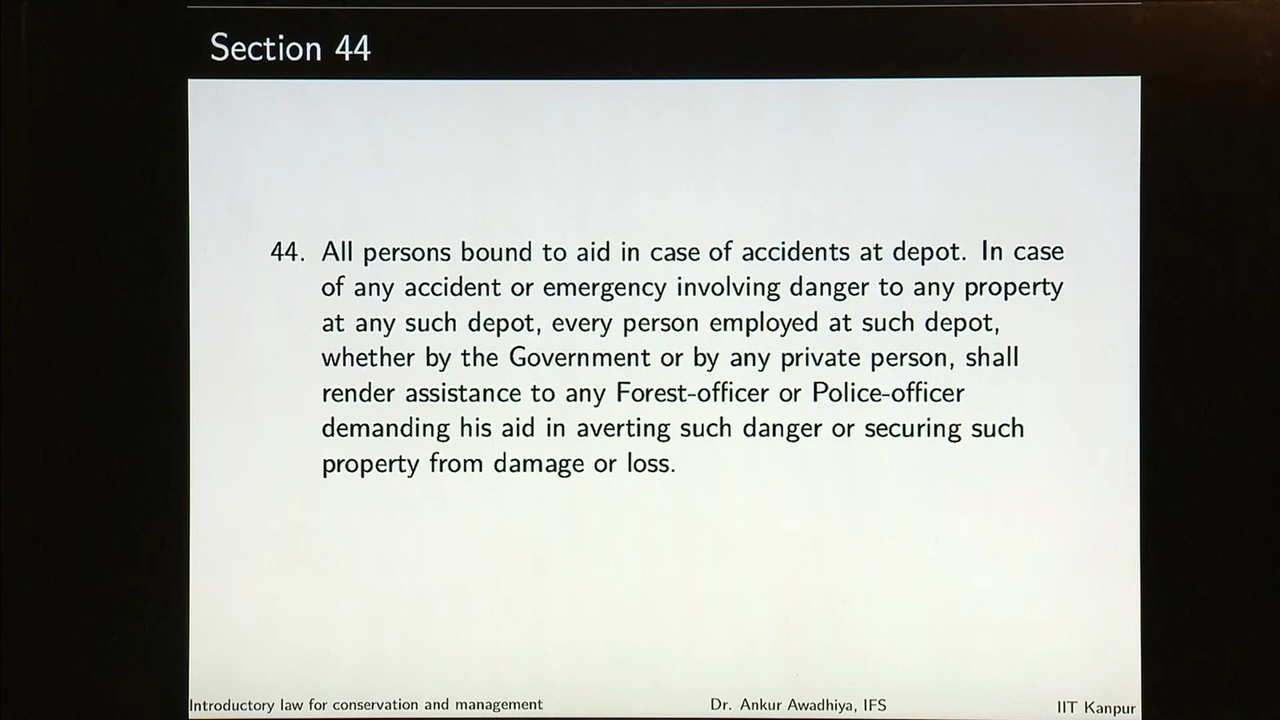 Section 44
44. All persons bound to aid in case of accidents at depot. In case
of any accident or emergency involving danger to any property
at any such depot, every person employed at such depot,
whether by the Government or by any private person, shall
render assistance to any Forest-officer or Police-officer
demanding his aid in averting such danger or securing such
property from damage or loss.
Introductory law for conservation and management Dr. Ankur Awadhiya, IFS IIT Kanpur